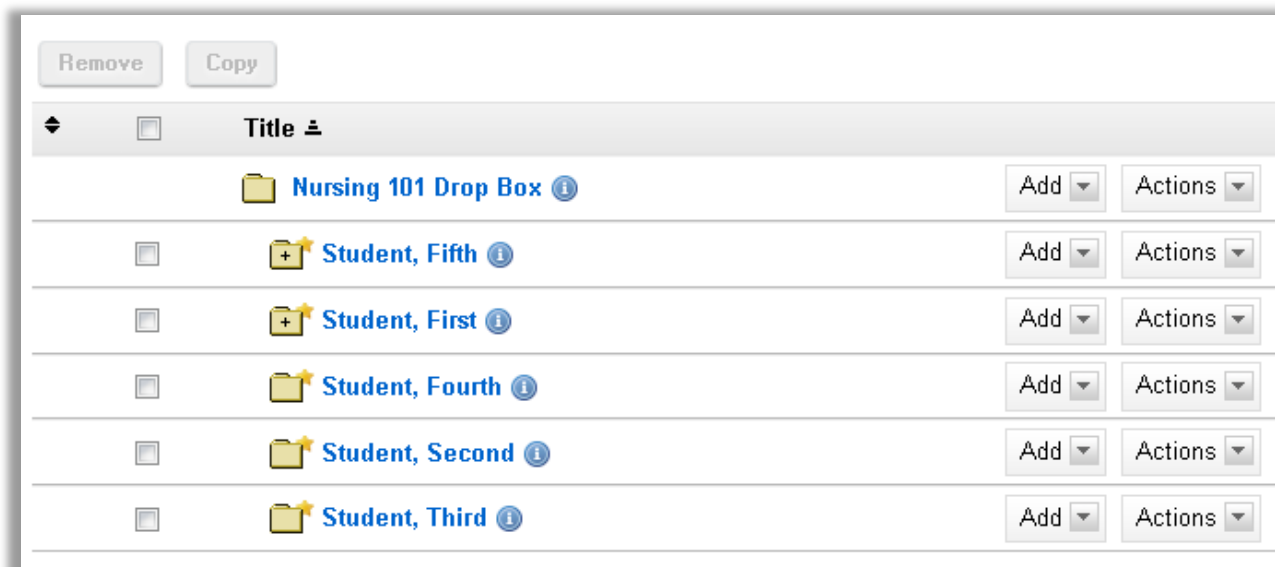 Remove Copy
Title
Nursing 101 Drop Box Add Actions
Student, Fifth Add Actions
Student, First Add Actions
Student, Fourth Add Actions
Student, Second Add Actions
Student, Third Add Actions